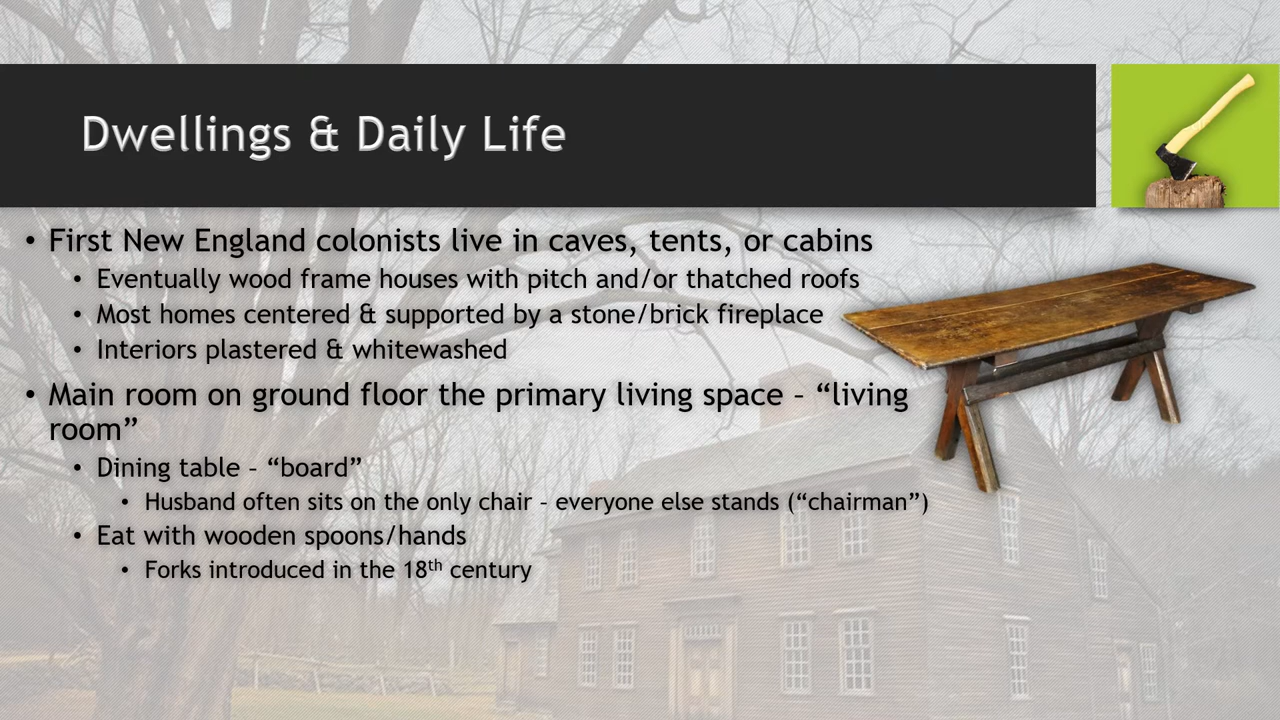 Dwellings & Daily Life
• First New England colonists live in caves, tents, or cabins
• Eventually wood frame houses with pitch and/or thatched roofs
• Most homes centered & supported by a stone/brick fireplace
• Interiors plastered & whitewashed
• Main room on ground floor the primary living space – “living
room”
• Dining table – “board”
• Husband often sits on the only chair – everyone else stands (“chairman”)
• Eat with wooden spoons/hands
• Forks introduced in the 18th century